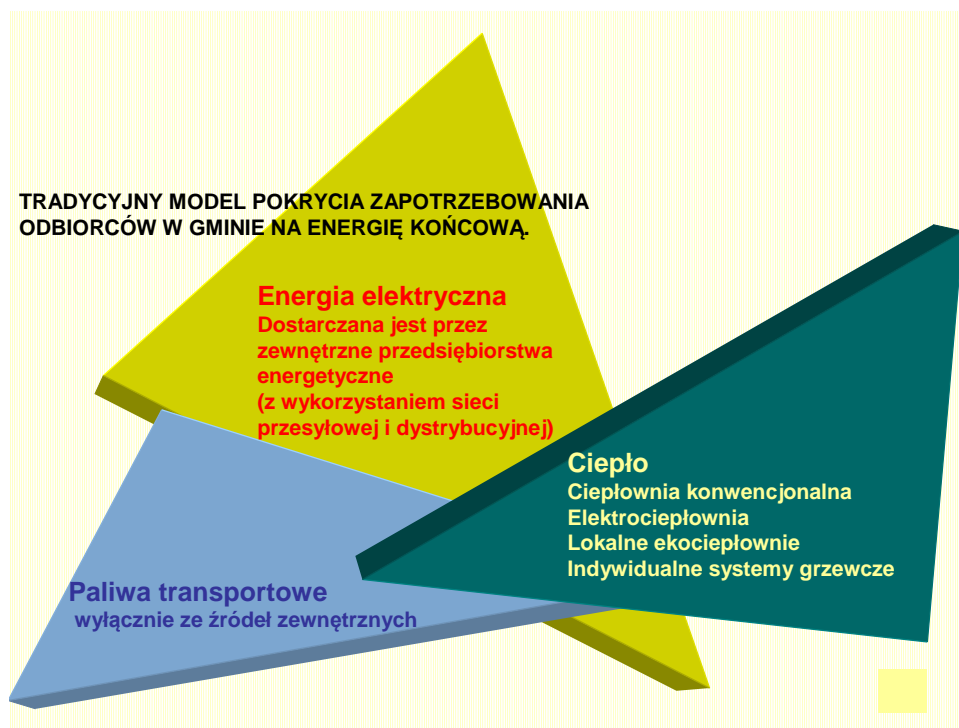 TRADYCYJNY MODEL POKRYCIA ZAPOTRZEBOWANIA
ODBIORCÓW W GMINIE NA ENERGIĘ KOŃCOWĄ.
Energia elektryczna
Dostarczana jest przez
zewnętrzne przedsiębiorstwa
energetyczne
(z wykorzystaniem sieci
przesyłowej i dystrybucyjnej)
Ciepło
Ciepłownia konwencjonalna
Elektrociepłownia
Lokalne ekociepłownie
Indywidualne systemy grzewcze
Paliwa transportowe
wyłącznie ze źródeł zewnętrznych